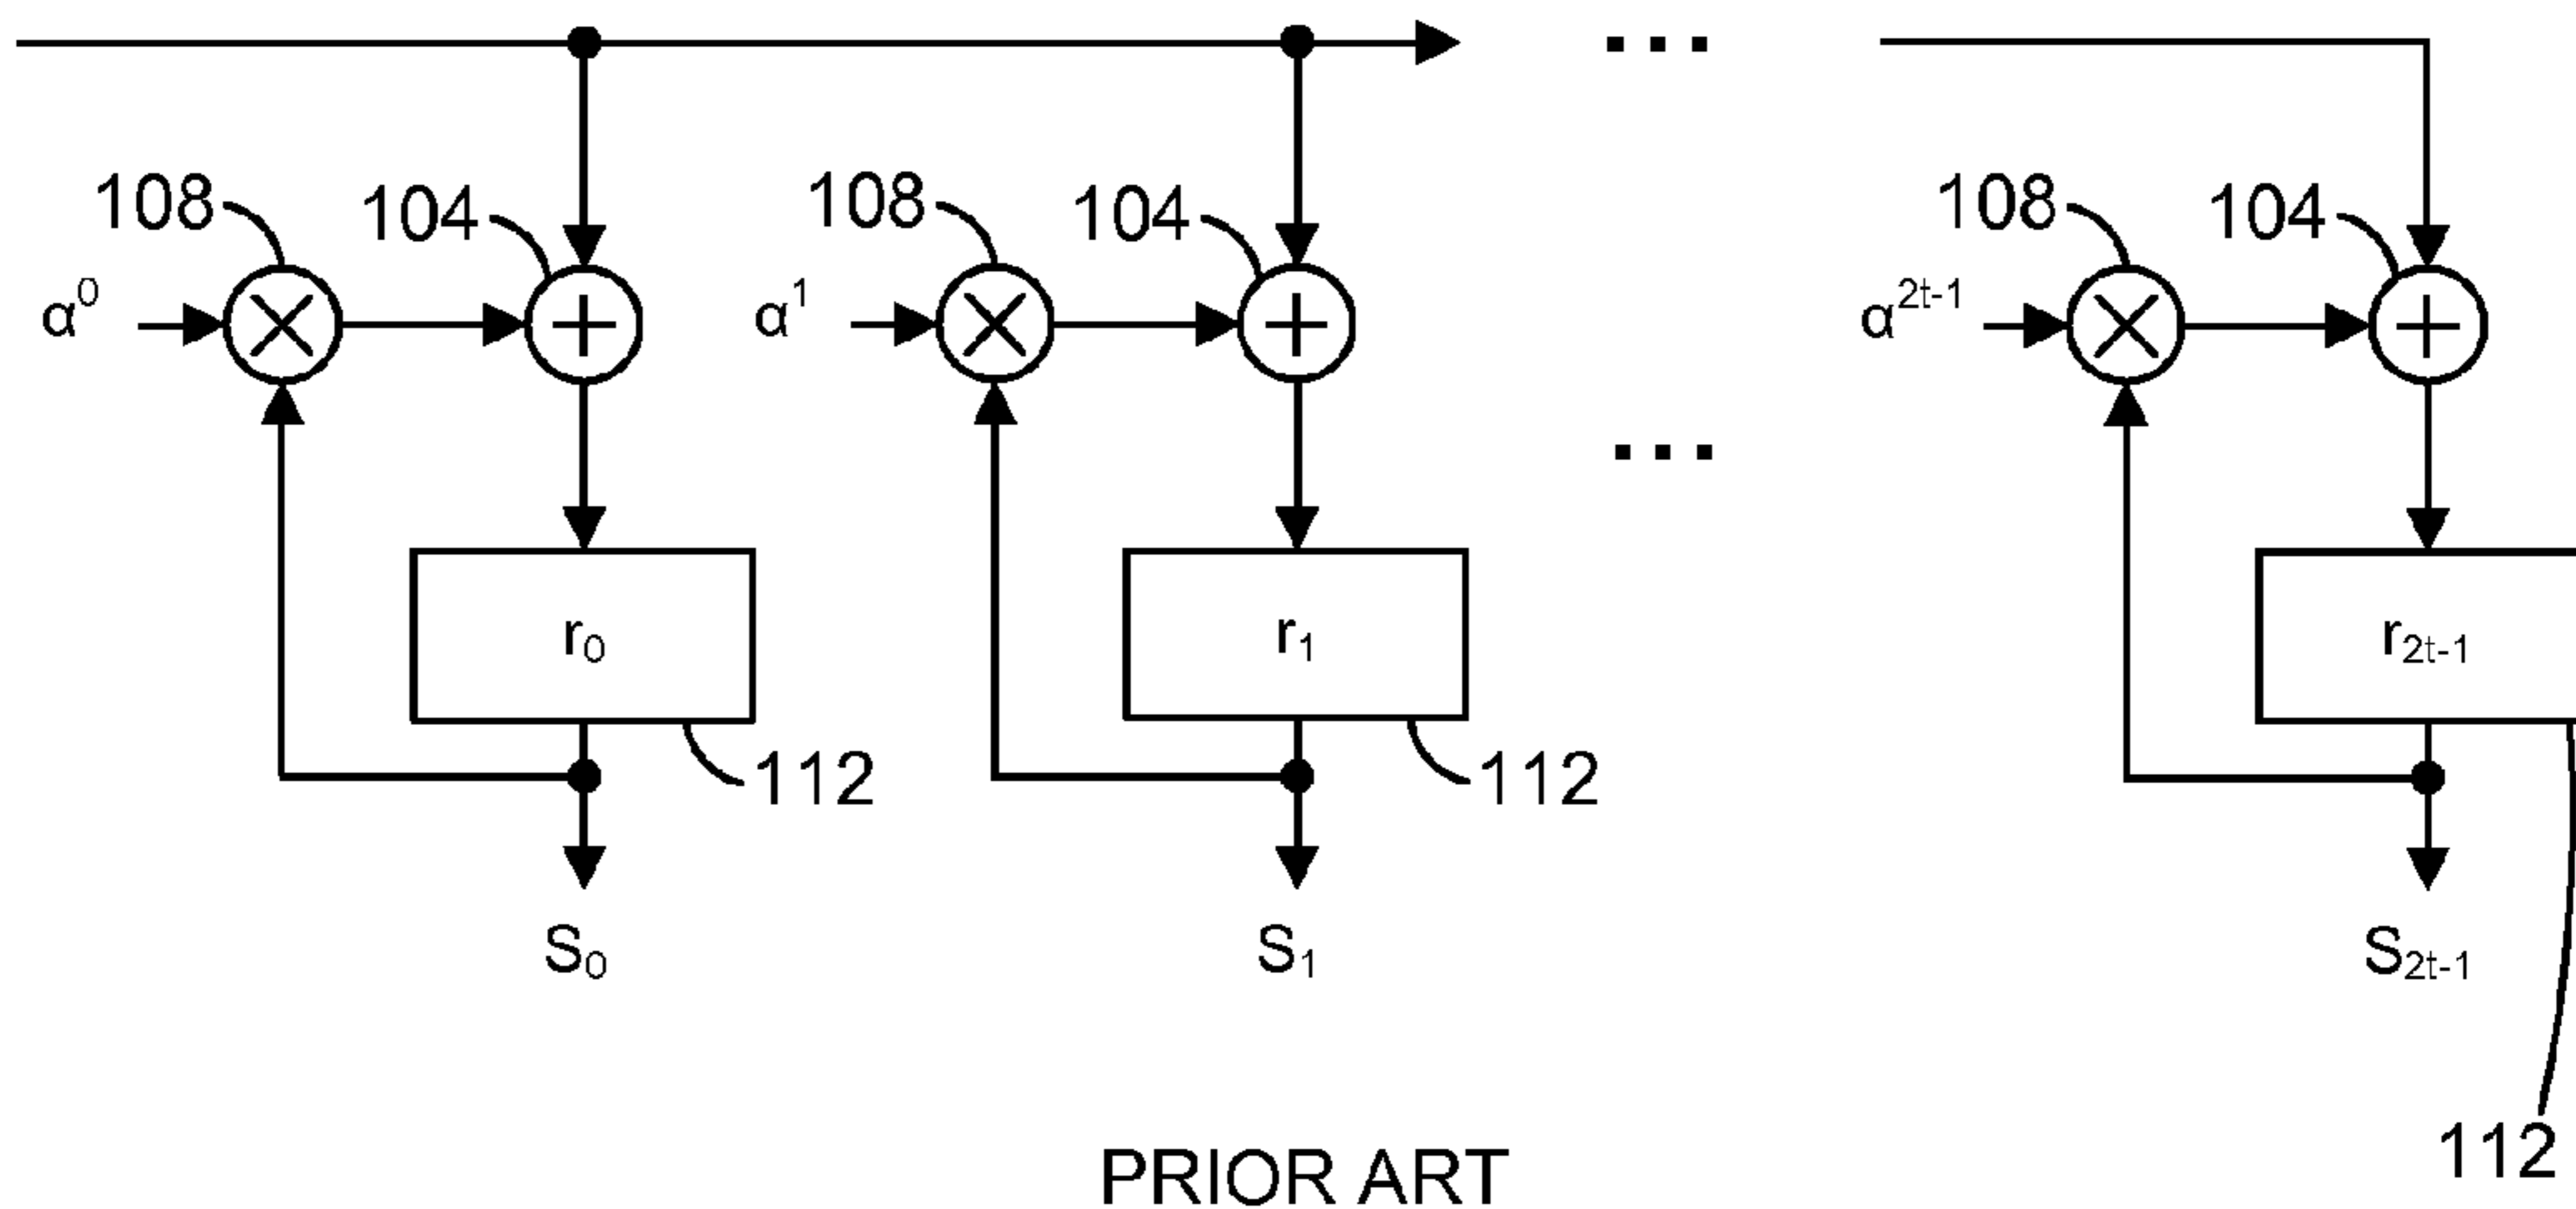 ...
108 104 108 104 108 104
α⁰ α¹ α²ᵗ⁻¹
...
r₀ r₁ r₂ₜ₋₁
112 112
S₀ S₁ S₂ₜ₋₁
112
PRIOR ART